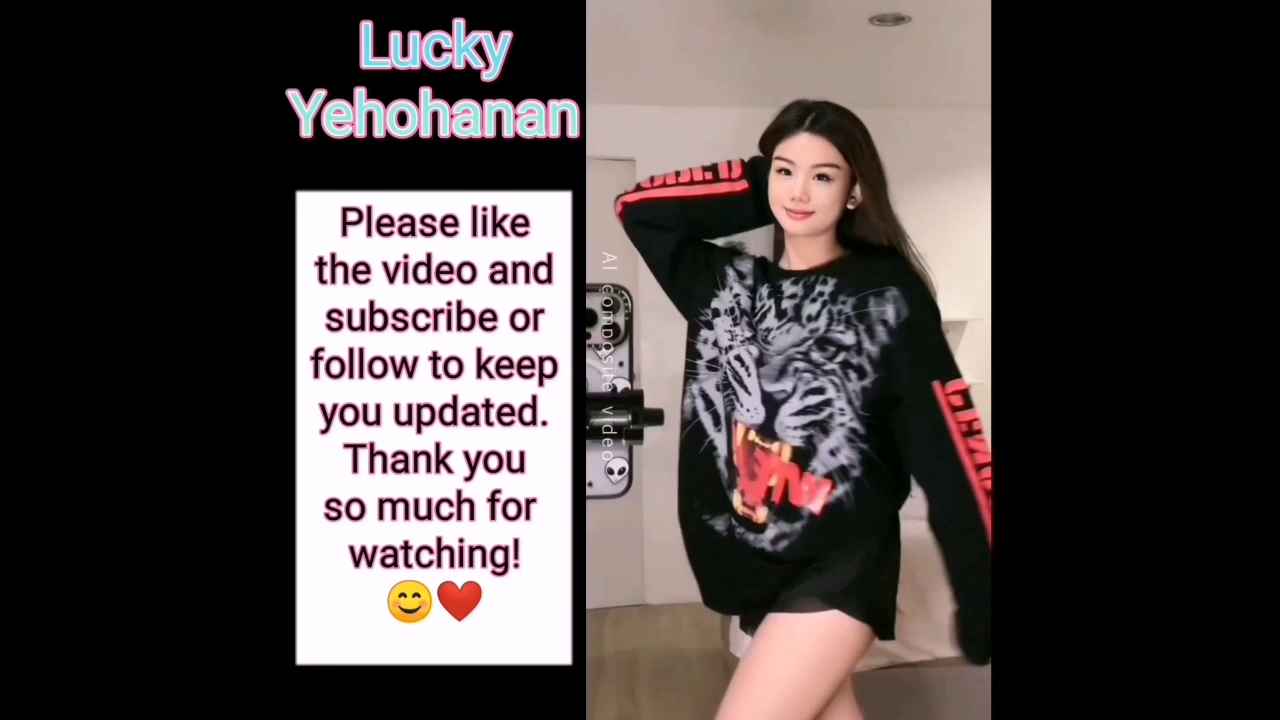 Lucky
Yehohanan
Please like
the video and
subscribe or
follow to keep
you updated.
Thank you
so much for
watching!
😊❤️
AI composite video